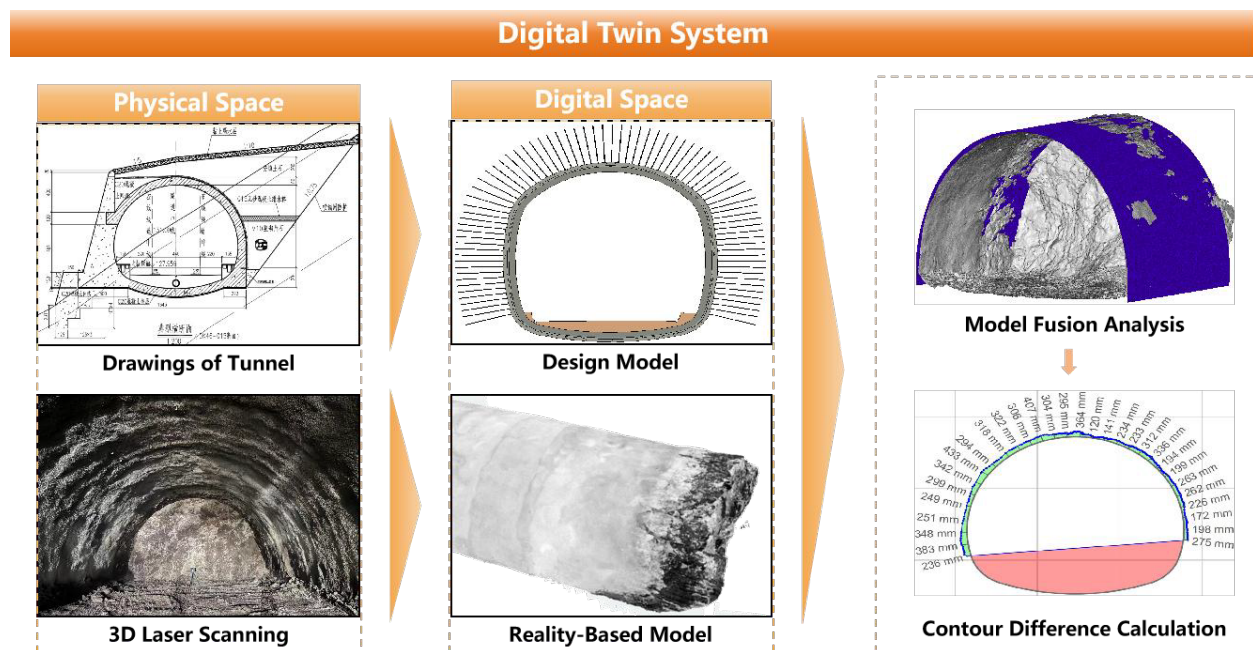 Digital Twin System
Physical Space
Digital Space
Drawings of Tunnel
Design Model
Model Fusion Analysis
3D Laser Scanning
Reality-Based Model
236 mm
383 mm
348 mm
251 mm
249 mm
299 mm
342 mm
433 mm
294 mm
318 mm
322 mm
306 mm
407 mm
304 mm
295 mm
364 mm
120 mm
141 mm
234 mm
233 mm
312 mm
336 mm
194 mm
199 mm
263 mm
262 mm
226 mm
172 mm
198 mm
275 mm
Contour Difference Calculation